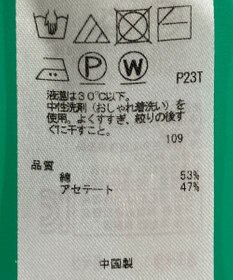 P W
P23T
液温は30℃以下、
中性洗剤(おしゃれ着洗い)を
使用。よくすすぎ、絞りの後す
ぐに干すこと。
109
品質
綿 53%
アセテート 47%
中国製